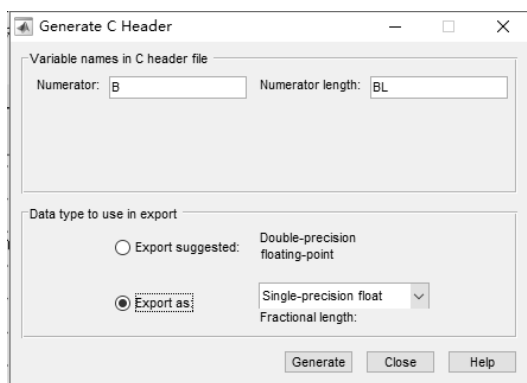 Generate C Header
Variable names in C header file
Numerator: B Numerator length: BL
Data type to use in export
Export suggested: Double-precision
floating-point
Export as: Single-precision float
Fractional length:
Generate Close Help